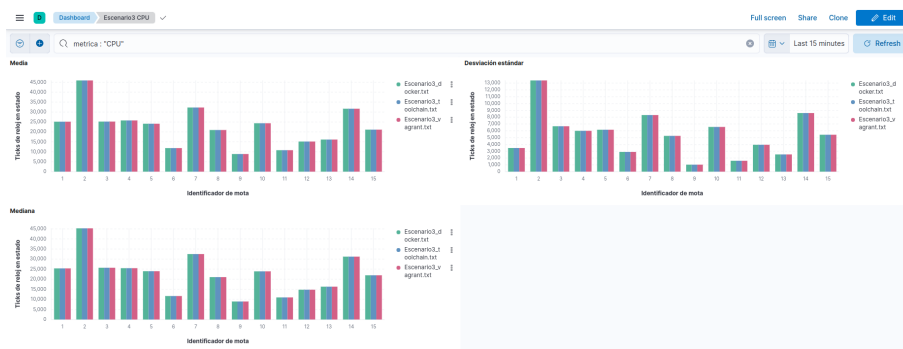 D Dashboard Escenario3 CPU Full screen Share Clone Edit
metrica : "CPU" Last 15 minutes Refresh
Media
Ticks de reloj en estado
45,000
40,000
35,000
30,000
25,000
20,000
15,000
10,000
5,000
0
1 2 3 4 5 6 7 8 9 10 11 12 13 14 15
Identificador de mota
Escenario3_d
ocker.txt
Escenario3_t
oolchain.txt
Escenario3_v
agrant.txt
Desviación estándar
Ticks de reloj en estado
13,000
12,000
11,000
10,000
9,000
8,000
7,000
6,000
5,000
4,000
3,000
2,000
1,000
0
1 2 3 4 5 6 7 8 9 10 11 12 13 14 15
Identificador de mota
Escenario3_d
ocker.txt
Escenario3_t
oolchain.txt
Escenario3_v
agrant.txt
Mediana
Ticks de reloj en estado
45,000
40,000
35,000
30,000
25,000
20,000
15,000
10,000
5,000
0
1 2 3 4 5 6 7 8 9 10 11 12 13 14 15
Identificador de mota
Escenario3_d
ocker.txt
Escenario3_t
oolchain.txt
Escenario3_v
agrant.txt